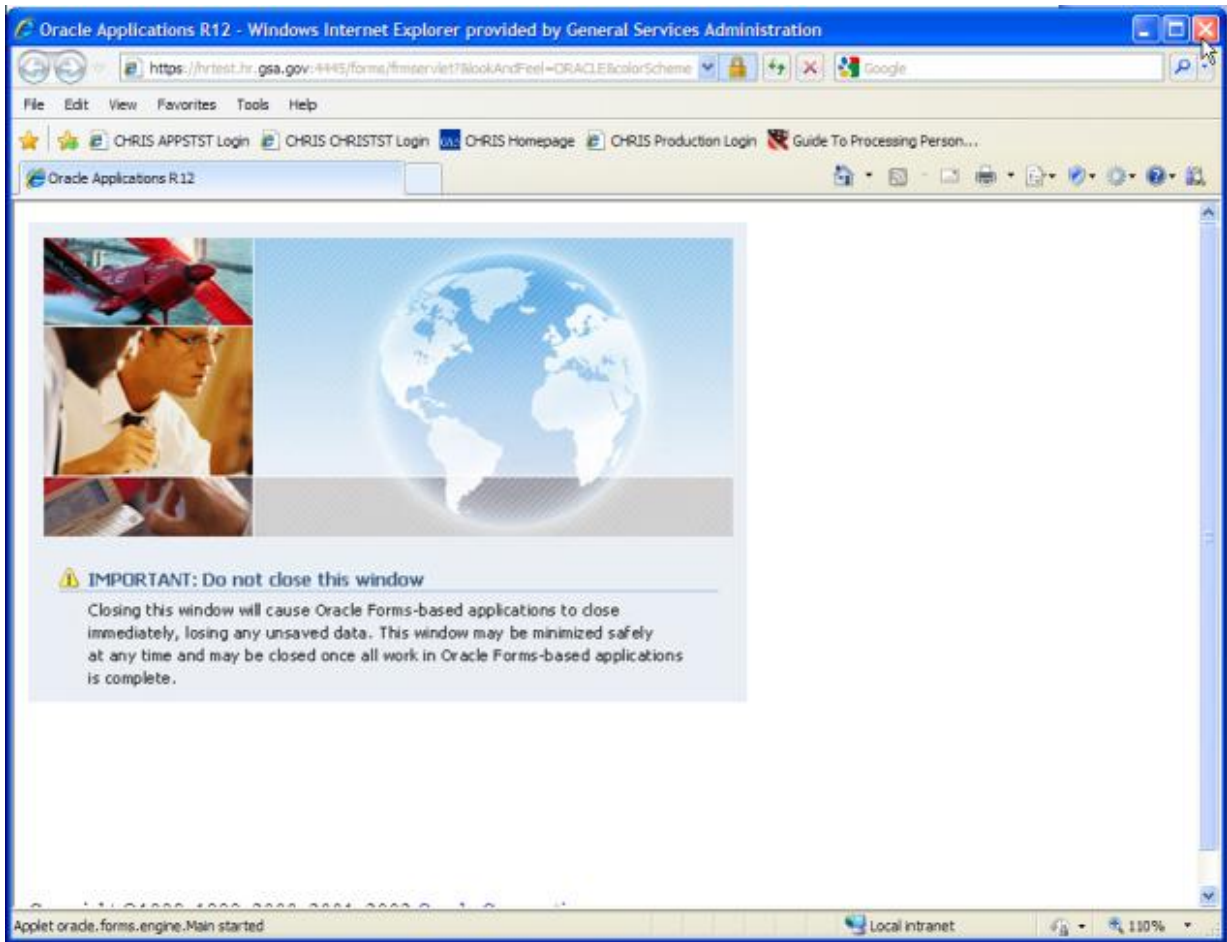 Oracle Applications R12 - Windows Internet Explorer provided by General Services Administration
https://hrtest.hr.gsa.gov:4445/forms/frmservlet?&lookAndFeel=ORACLE&colorScheme
Google
File Edit View Favorites Tools Help
CHRIS APPSTST Login CHRIS CHRISTST Login CHRIS Homepage CHRIS Production Login Guide To Processing Person...
Oracle Applications R12
IMPORTANT: Do not close this window
Closing this window will cause Oracle Forms-based applications to close
immediately, losing any unsaved data. This window may be minimized safely
at any time and may be closed once all work in Oracle Forms-based applications
is complete.
Applet oracle.forms.engine.Main started
Local intranet
110%